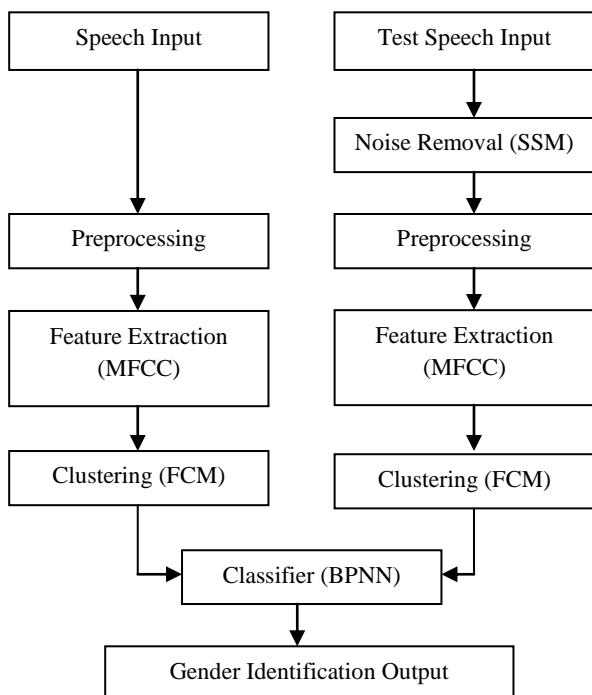 Speech Input
Test Speech Input
Noise Removal (SSM)
Preprocessing
Preprocessing
Feature Extraction
(MFCC)
Feature Extraction
(MFCC)
Clustering (FCM)
Clustering (FCM)
Classifier (BPNN)
Gender Identification Output